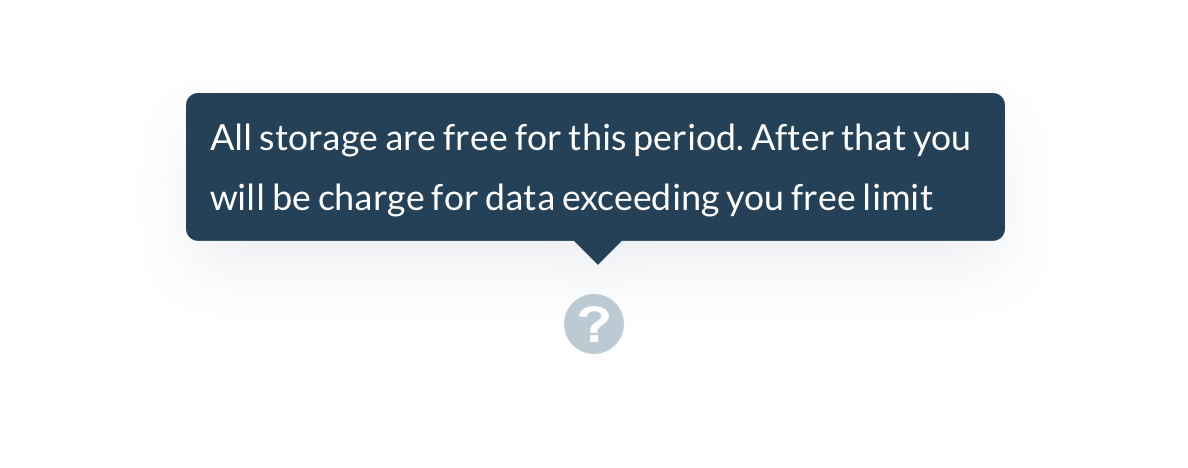 All storage are free for this period. After that you
will be charge for data exceeding you free limit
?